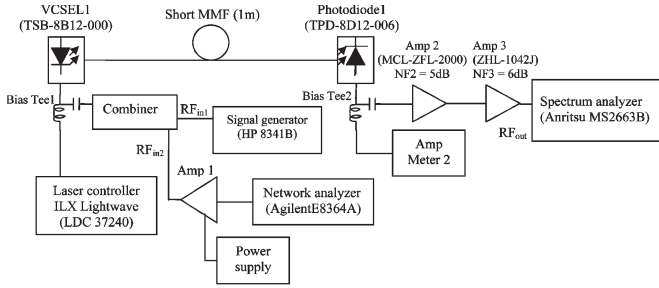 VCSEL1
(TSB-8B12-000)
Short MMF (1m)
Photodiode1
(TPD-8D12-006)
Amp 2
(MCL-ZFL-2000)
NF2 = 5dB
Amp 3
(ZHL-1042J)
NF3 = 6dB
Bias Tee1
Combiner
RFin1
Signal generator
(HP 8341B)
Bias Tee2
Spectrum analyzer
(Anritsu MS2663B)
RFout
RFin2
Amp
Meter 2
Amp 1
Laser controller
ILX Lightwave
(LDC 37240)
Network analyzer
(AgilentE8364A)
Power
supply